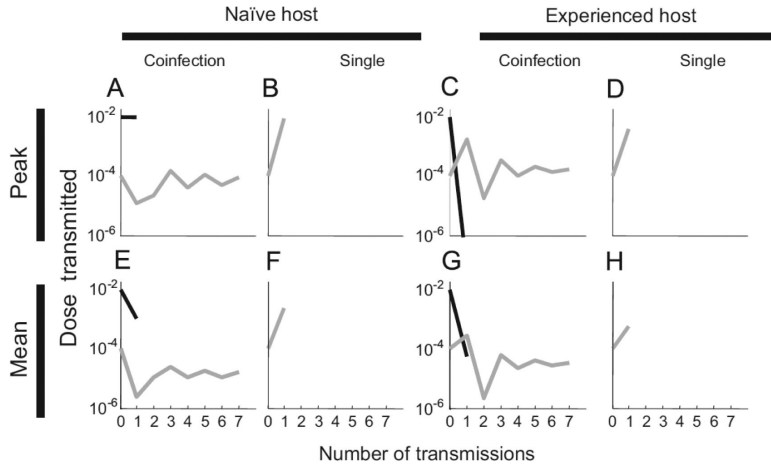 Naïve host
Experienced host
Coinfection
Single
Coinfection
Single
A
B
C
D
Peak
10-2
10-4
10-6
10-2
10-4
10-6
Dose transmitted
E
F
G
H
Mean
10-2
10-4
10-6
10-2
10-4
10-6
0 1 2 3 4 5 6 7
0 1 2 3 4 5 6 7
0 1 2 3 4 5 6 7
0 1 2 3 4 5 6 7
Number of transmissions